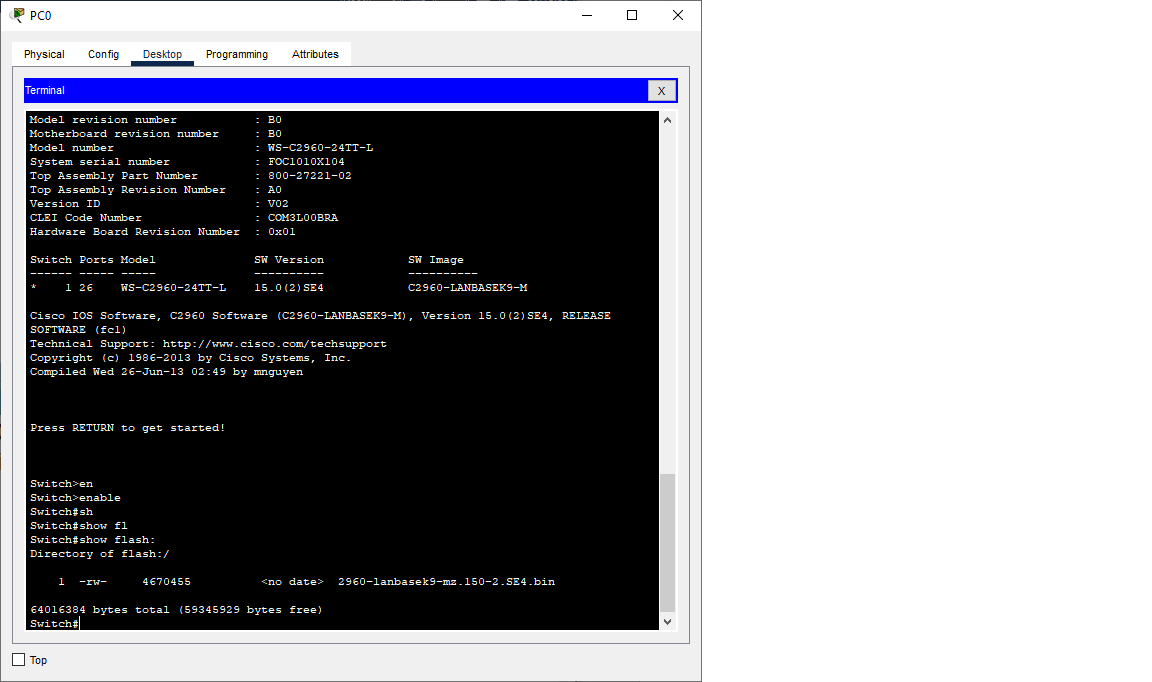 PC0
Physical Config Desktop Programming Attributes
Terminal X
Model revision number : B0
Motherboard revision number : B0
Model number : WS-C2960-24TT-L
System serial number : FOC1010X104
Top Assembly Part Number : 800-27221-02
Top Assembly Revision Number : A0
Version ID : V02
CLEI Code Number : COM3L00BRA
Hardware Board Revision Number : 0x01
Switch Ports Model SW Version SW Image
------ ----- ----- ---------- ----------
* 1 26 WS-C2960-24TT-L 15.0(2)SE4 C2960-LANBASEK9-M
Cisco IOS Software, C2960 Software (C2960-LANBASEK9-M), Version 15.0(2)SE4, RELEASE
SOFTWARE (fc1)
Technical Support: http://www.cisco.com/techsupport
Copyright (c) 1986-2013 by Cisco Systems, Inc.
Compiled Wed 26-Jun-13 02:49 by mnguyen
Press RETURN to get started!
Switch>en
Switch>enable
Switch#sh
Switch#show fl
Switch#show flash:
Directory of flash:/
1 -rw- 4670455 <no date> 2960-lanbasek9-mz.150-2.SE4.bin
64016384 bytes total (59345929 bytes free)
Switch#
Top